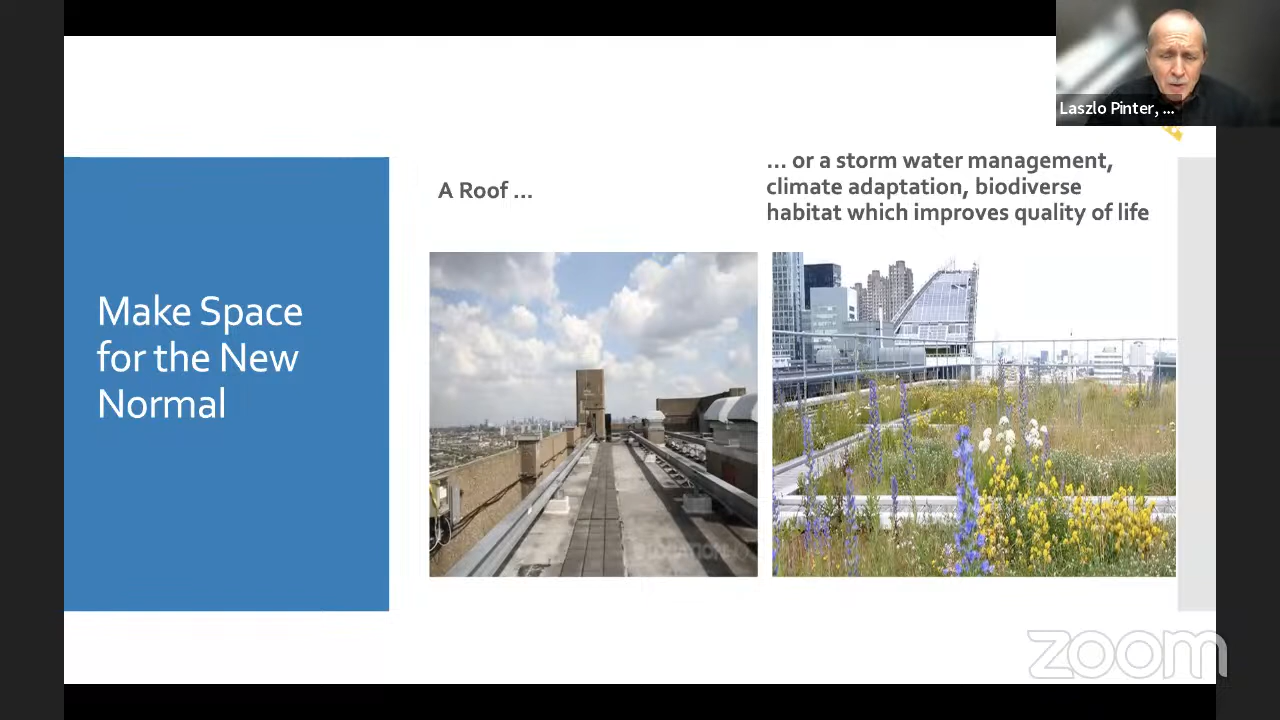 Laszlo Pinter, ...
A Roof ...
... or a storm water management,
climate adaptation, biodiverse
habitat which improves quality of life
Make Space
for the New
Normal
zoom